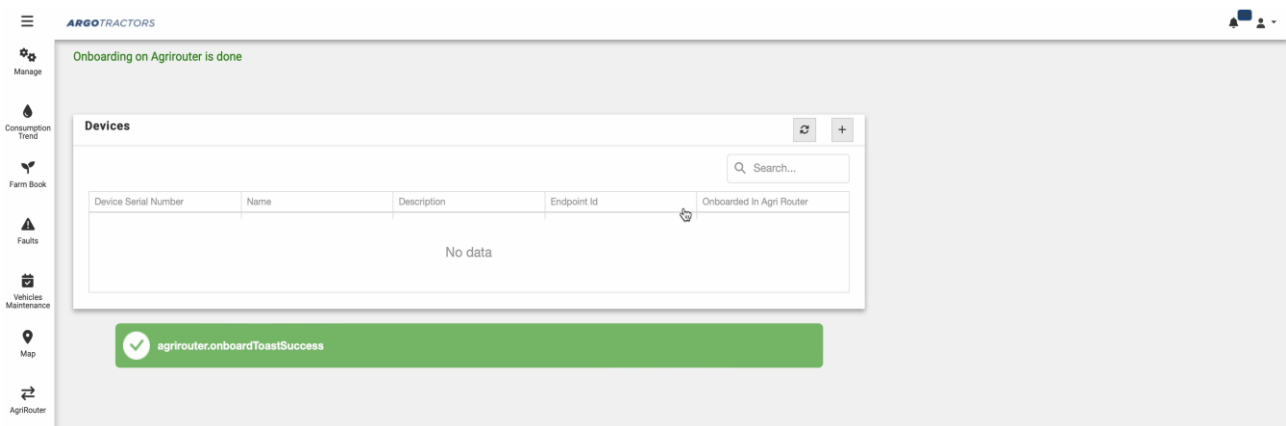 ARGOTRACTORS
Manage
Onboarding on Agrirouter is done
Consumption
Trend
Farm Book
Faults
Vehicles
Maintenance
Map
AgriRouter
Devices
+
Search...
Device Serial Number Name Description Endpoint Id Onboarded In Agri Router
No data
agrirouter.onboardToastSuccess